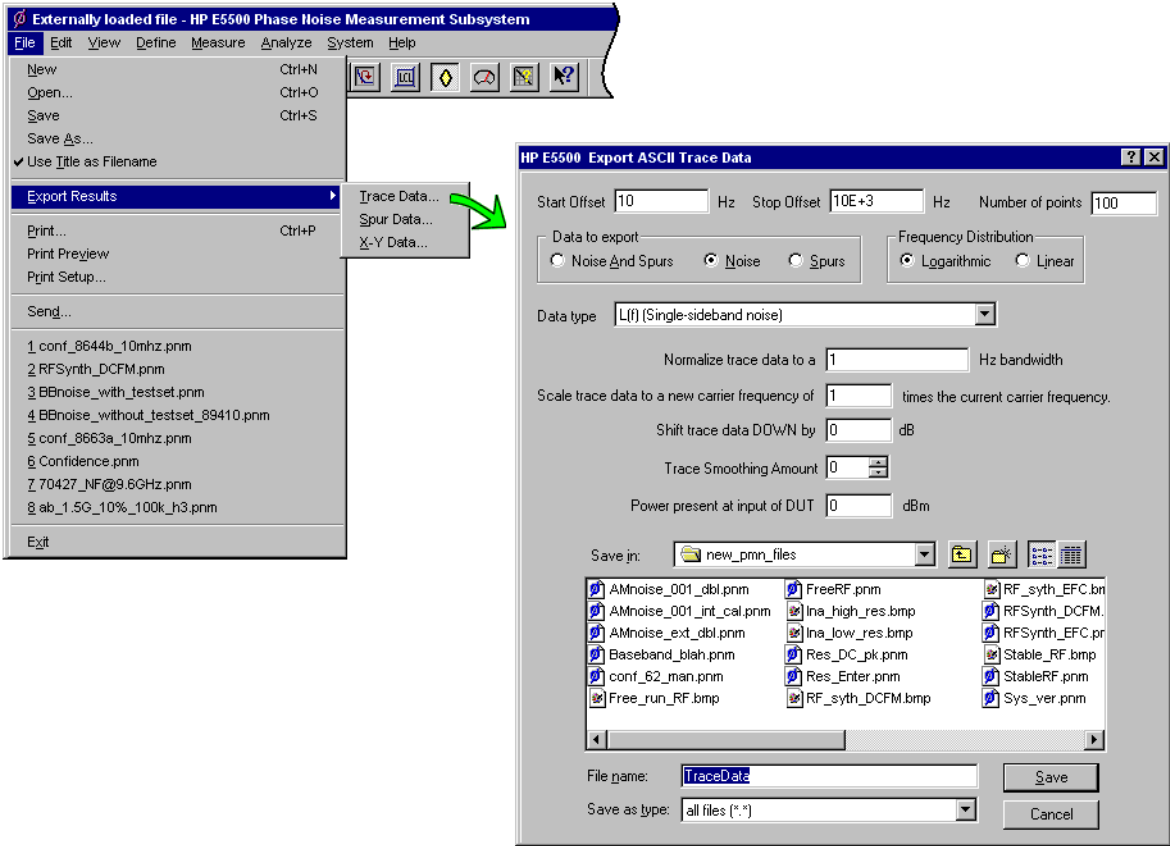 Externally loaded file - HP E5500 Phase Noise Measurement Subsystem
File Edit View Define Measure Analyze System Help
New Ctrl+N
Open... Ctrl+O
Save Ctrl+S
Save As...
Use Title as Filename
Export Results
Print... Ctrl+P
Print Preview
Print Setup...
Send...
1 conf_8644b_10mhz.pnm
2 RFSynth_DCFM.pnm
3 BBnoise_with_testset.pnm
4 BBnoise_without_testset_89410.pnm
5 conf_8663a_10mhz.pnm
6 Confidence.pnm
7 70427_NF@9.6GHz.pnm
8 ab_1.5G_10%_100k_h3.pnm
Exit
Trace Data...
Spur Data...
X-Y Data...
HP E5500 Export ASCII Trace Data
Start Offset 10 Hz Stop Offset 10E+3 Hz Number of points 100
Data to export Frequency Distribution
Noise And Spurs Noise Spurs Logarithmic Linear
Data type L(f) (Single-sideband noise)
Normalize trace data to a 1 Hz bandwidth
Scale trace data to a new carrier frequency of 1 times the current carrier frequency.
Shift trace data DOWN by 0 dB
Trace Smoothing Amount 0
Power present at input of DUT 0 dBm
Save in: new_pmn_files
AMnoise_001_dbl.pnm FreeRF.pnm RF_syth_EFC.bm
AMnoise_001_int_cal.pnm lna_high_res.bmp RFSynth_DCFM.
AMnoise_ext_dbl.pnm lna_low_res.bmp RFSynth_EFC.pr
Baseband_blah.pnm Res_DC_pk.pnm Stable_RF.bmp
conf_62_man.pnm Res_Enter.pnm StableRF.pnm
Free_run_RF.bmp RF_syth_DCFM.bmp Sys_ver.pnm
File name: TraceData Save
Save as type: all files (*.*) Cancel